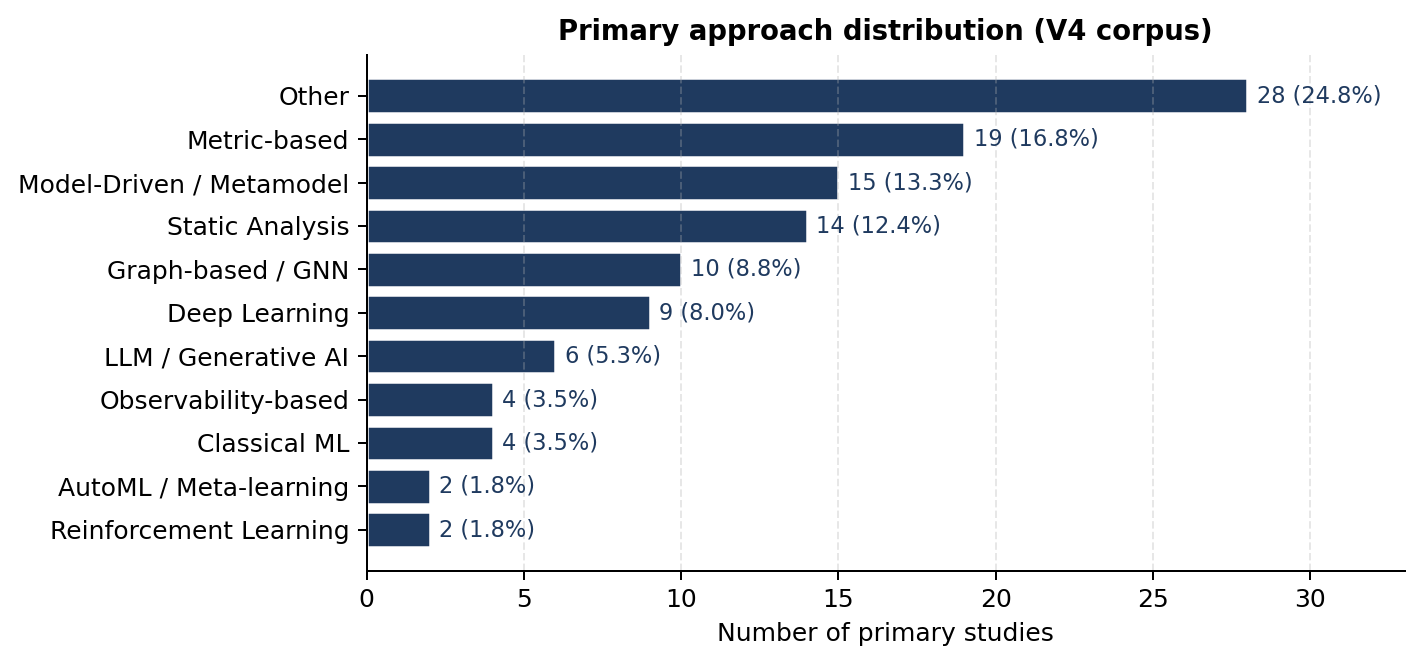 Primary approach distribution (V4 corpus)
Other 28 (24.8%)
Metric-based 19 (16.8%)
Model-Driven / Metamodel 15 (13.3%)
Static Analysis 14 (12.4%)
Graph-based / GNN 10 (8.8%)
Deep Learning 9 (8.0%)
LLM / Generative AI 6 (5.3%)
Observability-based 4 (3.5%)
Classical ML 4 (3.5%)
AutoML / Meta-learning 2 (1.8%)
Reinforcement Learning 2 (1.8%)
0 5 10 15 20 25 30
Number of primary studies